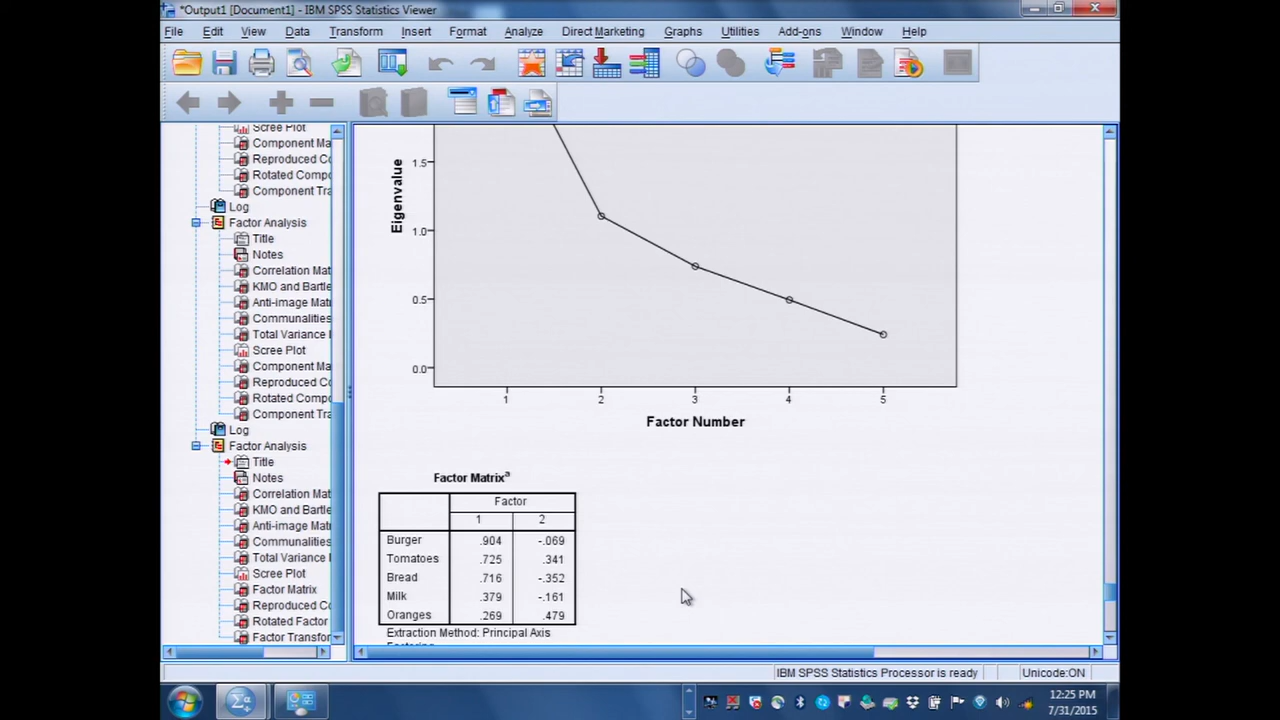 *Output1 [Document1] - IBM SPSS Statistics Viewer
File Edit View Data Transform Insert Format Analyze Direct Marketing Graphs Utilities Add-ons Window Help
Scree Plot
Component Ma
Reproduced Co
Rotated Compo
Component Tra
Log
Factor Analysis
Title
Notes
Correlation Mat
KMO and Bartle
Anti-image Matr
Communalities
Total Variance
Scree Plot
Component Ma
Reproduced Co
Rotated Compo
Component Tra
Log
Factor Analysis
Title
Notes
Correlation Mat
KMO and Bartle
Anti-image Matr
Communalities
Total Variance
Scree Plot
Factor Matrix
Reproduced Co
Rotated Factor
Factor Transfor
Eigenvalue
1.5
1.0
0.5
0.0
1 2 3 4 5
Factor Number
Factor Matrixa
Factor
1 2
Burger .904 -.069
Tomatoes .725 .341
Bread .716 -.352
Milk .379 -.161
Oranges .269 .479
Extraction Method: Principal Axis
Factoring
IBM SPSS Statistics Processor is ready Unicode:ON
12:25 PM
7/31/2015